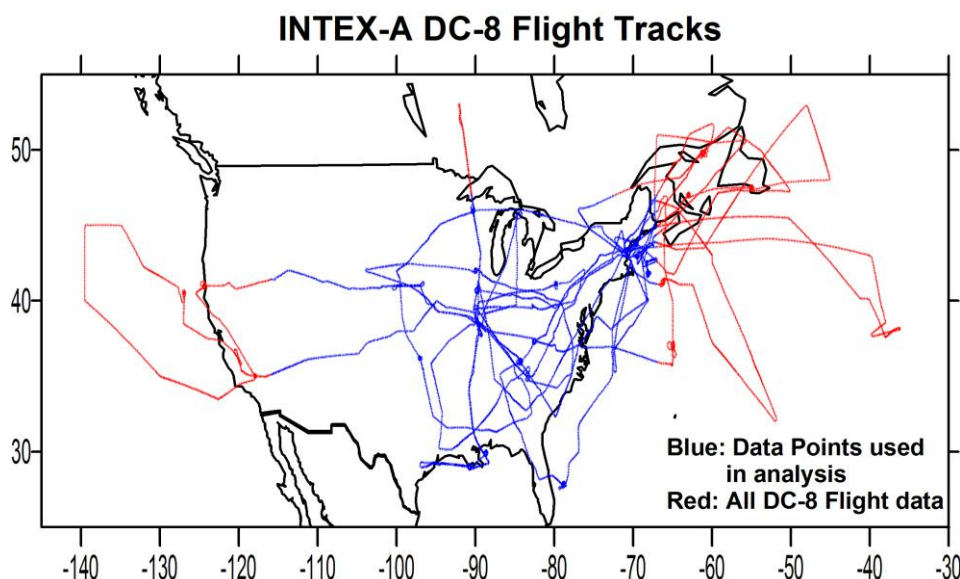 INTEX-A DC-8 Flight Tracks
50
40
30
Blue: Data Points used
in analysis
Red: All DC-8 Flight data
-140 -130 -120 -110 -100 -90 -80 -70 -60 -50 -40 -30